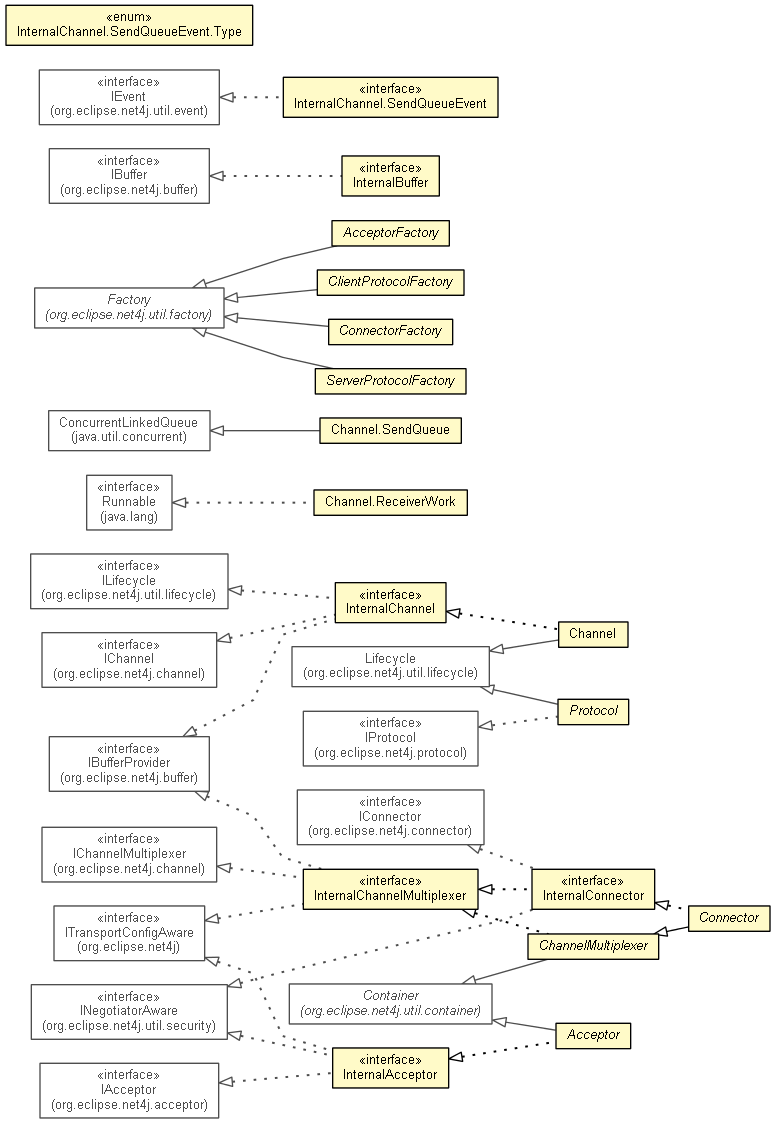 «enum»
InternalChannel.SendQueueEvent.Type
«interface»
IEvent
(org.eclipse.net4j.util.event)
«interface»
InternalChannel.SendQueueEvent
«interface»
IBuffer
(org.eclipse.net4j.buffer)
«interface»
InternalBuffer
AcceptorFactory
ClientProtocolFactory
Factory
(org.eclipse.net4j.util.factory)
ConnectorFactory
ServerProtocolFactory
ConcurrentLinkedQueue
(java.util.concurrent)
Channel.SendQueue
«interface»
Runnable
(java.lang)
Channel.ReceiverWork
«interface»
ILifecycle
(org.eclipse.net4j.util.lifecycle)
«interface»
InternalChannel
Channel
«interface»
IChannel
(org.eclipse.net4j.channel)
Lifecycle
(org.eclipse.net4j.util.lifecycle)
Protocol
«interface»
IProtocol
(org.eclipse.net4j.protocol)
«interface»
IBufferProvider
(org.eclipse.net4j.buffer)
«interface»
IConnector
(org.eclipse.net4j.connector)
«interface»
IChannelMultiplexer
(org.eclipse.net4j.channel)
«interface»
InternalChannelMultiplexer
«interface»
InternalConnector
Connector
«interface»
ITransportConfigAware
(org.eclipse.net4j)
ChannelMultiplexer
«interface»
INegotiatorAware
(org.eclipse.net4j.util.security)
Container
(org.eclipse.net4j.util.container)
Acceptor
«interface»
InternalAcceptor
«interface»
IAcceptor
(org.eclipse.net4j.acceptor)